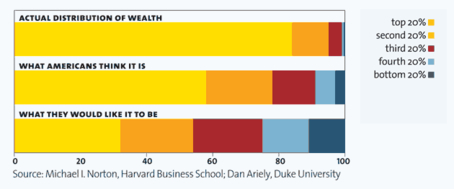 ACTUAL DISTRIBUTION OF WEALTH
WHAT AMERICANS THINK IT IS
WHAT THEY WOULD LIKE IT TO BE
0 20 40 60 80 100
top 20%
second 20%
third 20%
fourth 20%
bottom 20%
Source: Michael I. Norton, Harvard Business School; Dan Ariely, Duke University